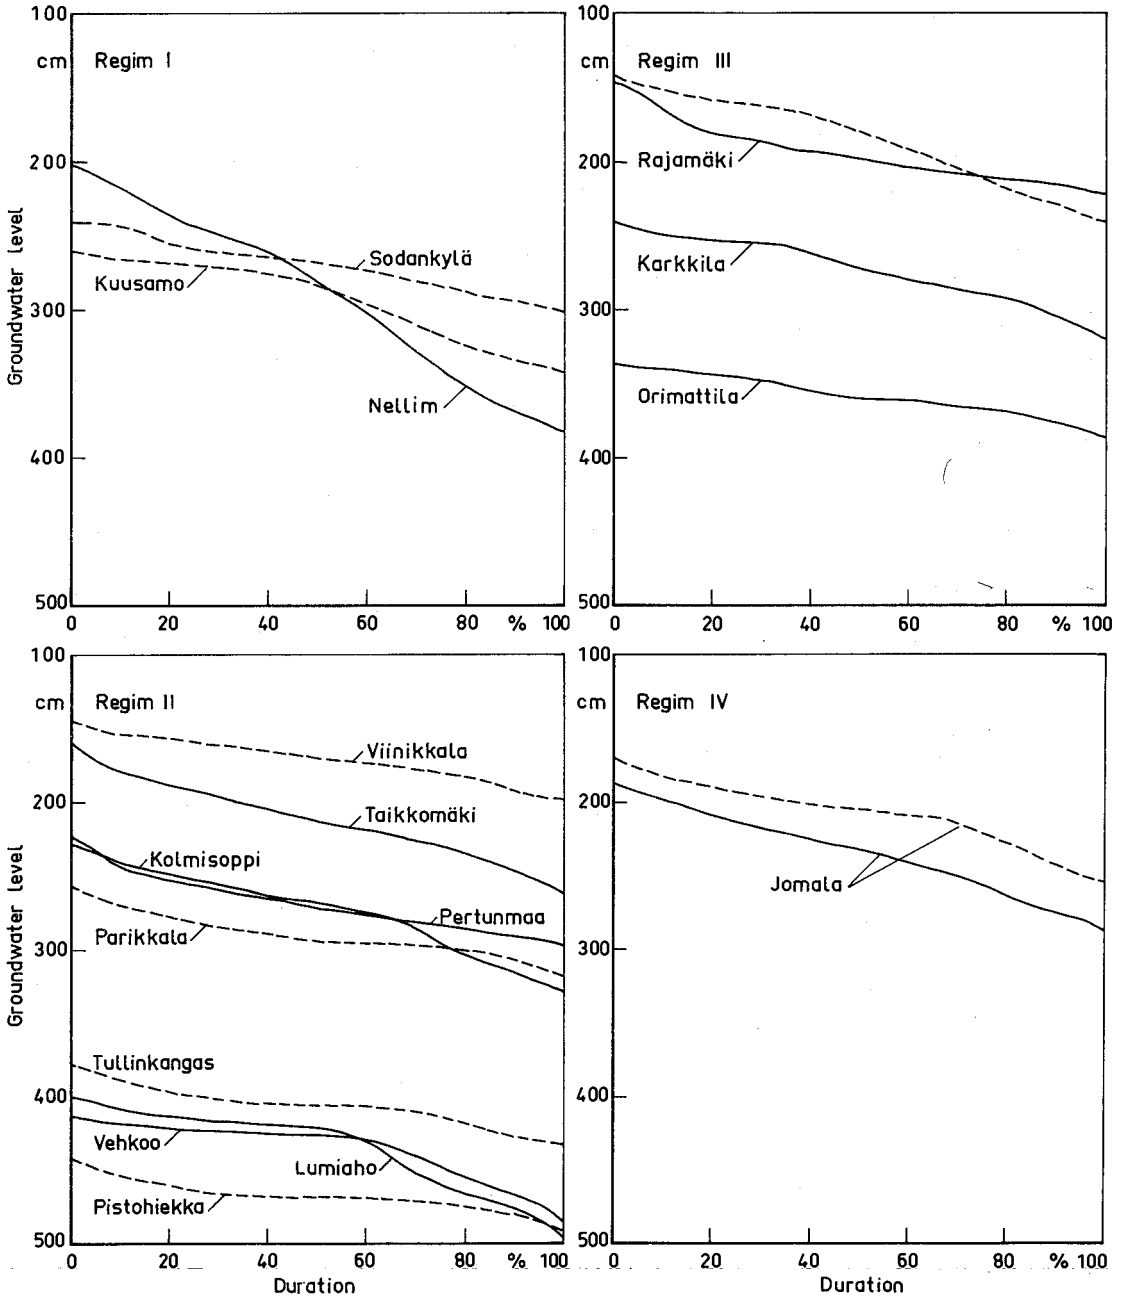 100
cm Regim I
200
Sodankylä
Kuusamo
300
Nellim
400
500
0 20 40 60 80 % 100
Groundwater level
100
cm Regim III
200
Rajamäki
Karkkila
300
Orimattila
400
500
0 20 40 60 80 % 100
100
cm Regim II
Viinikkala
200
Taikkomäki
Kolmisoppi
Pertunmaa
Parikkala
300
Tullinkangas
400
Vehkoo
Lumiaho
Pistohiekka
500
0 20 40 60 80 % 100
Duration
Groundwater level
100
cm Regim IV
200
Jomala
300
400
500
0 20 40 60 80 % 100
Duration